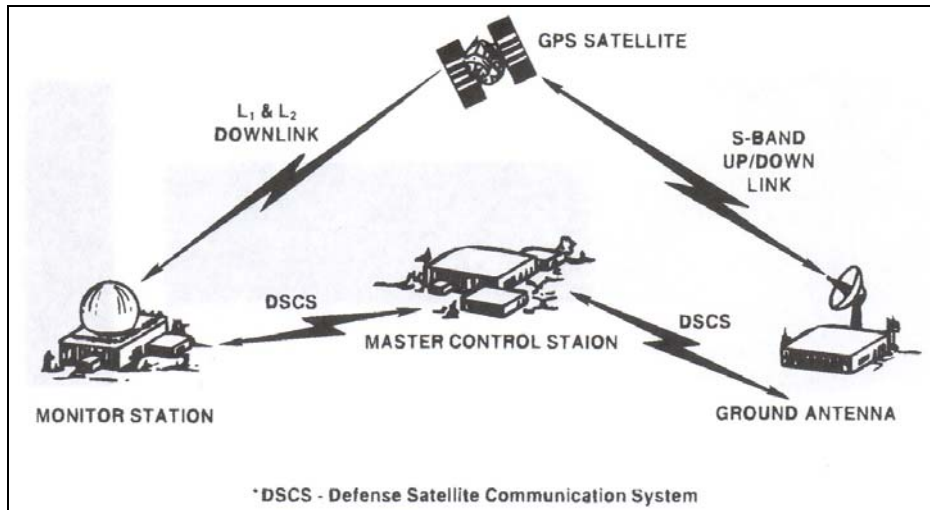 GPS SATELLITE
L₁ & L₂
DOWNLINK
S-BAND
UP/DOWN
LINK
DSCS
DSCS
MASTER CONTROL STAION
MONITOR STATION
GROUND ANTENNA
*DSCS - Defense Satellite Communication System